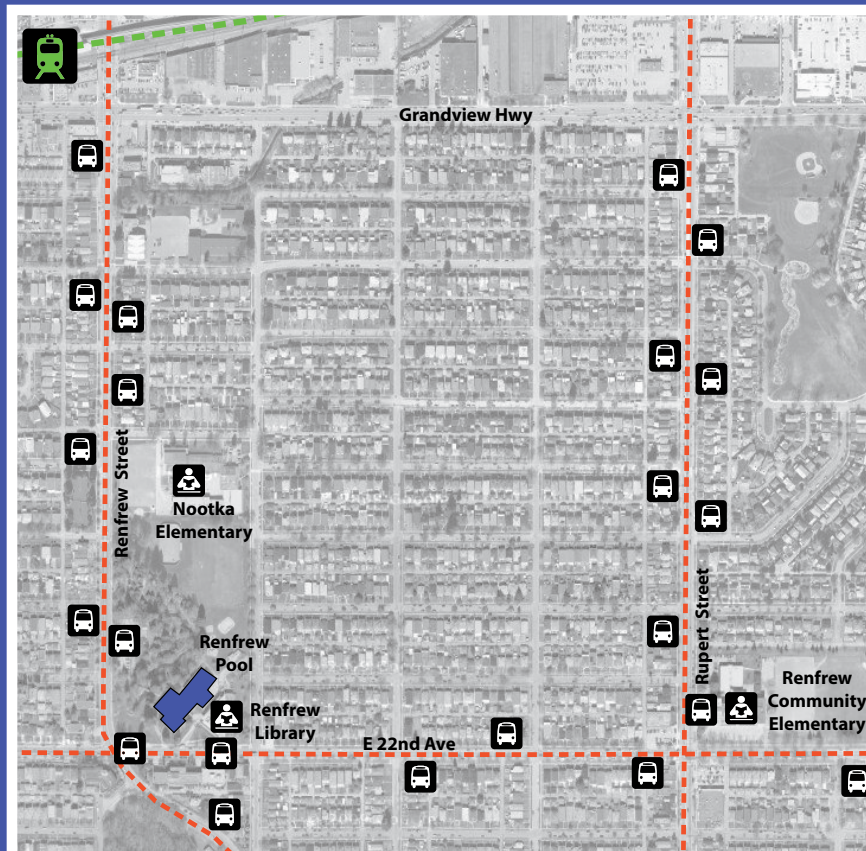 Grandview Hwy
Renfrew Street
Nootka
Elementary
Renfrew
Pool
Renfrew
Library
E 22nd Ave
Rupert Street
Renfrew
Community
Elementary